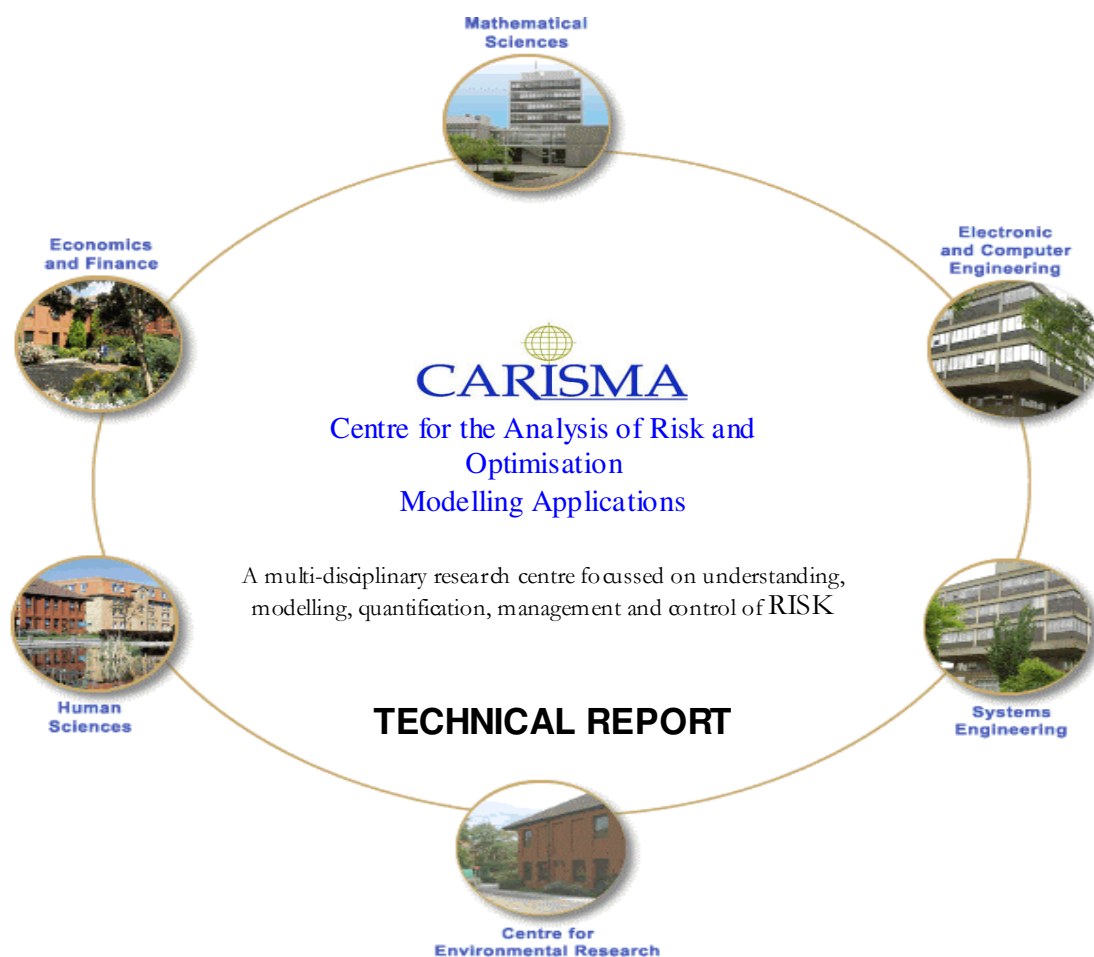 Mathematical
Sciences
Economics
and Finance
Electronic
and Computer
Engineering
CARISMA
Centre for the Analysis of Risk and
Optimisation
Modelling Applications
A multi-disciplinary research centre focussed on understanding,
modelling, quantification, management and control of RISK
Human
Sciences
TECHNICAL REPORT
Systems
Engineering
Centre for
Environmental Research